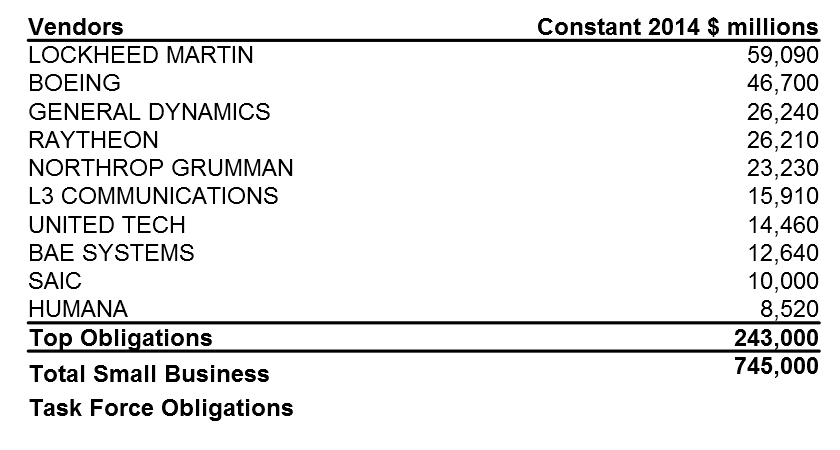 Vendors Constant 2014 $ millions
LOCKHEED MARTIN 59,090
BOEING 46,700
GENERAL DYNAMICS 26,240
RAYTHEON 26,210
NORTHROP GRUMMAN 23,230
L3 COMMUNICATIONS 15,910
UNITED TECH 14,460
BAE SYSTEMS 12,640
SAIC 10,000
HUMANA 8,520
Top Obligations 243,000
Total Small Business 745,000
Task Force Obligations